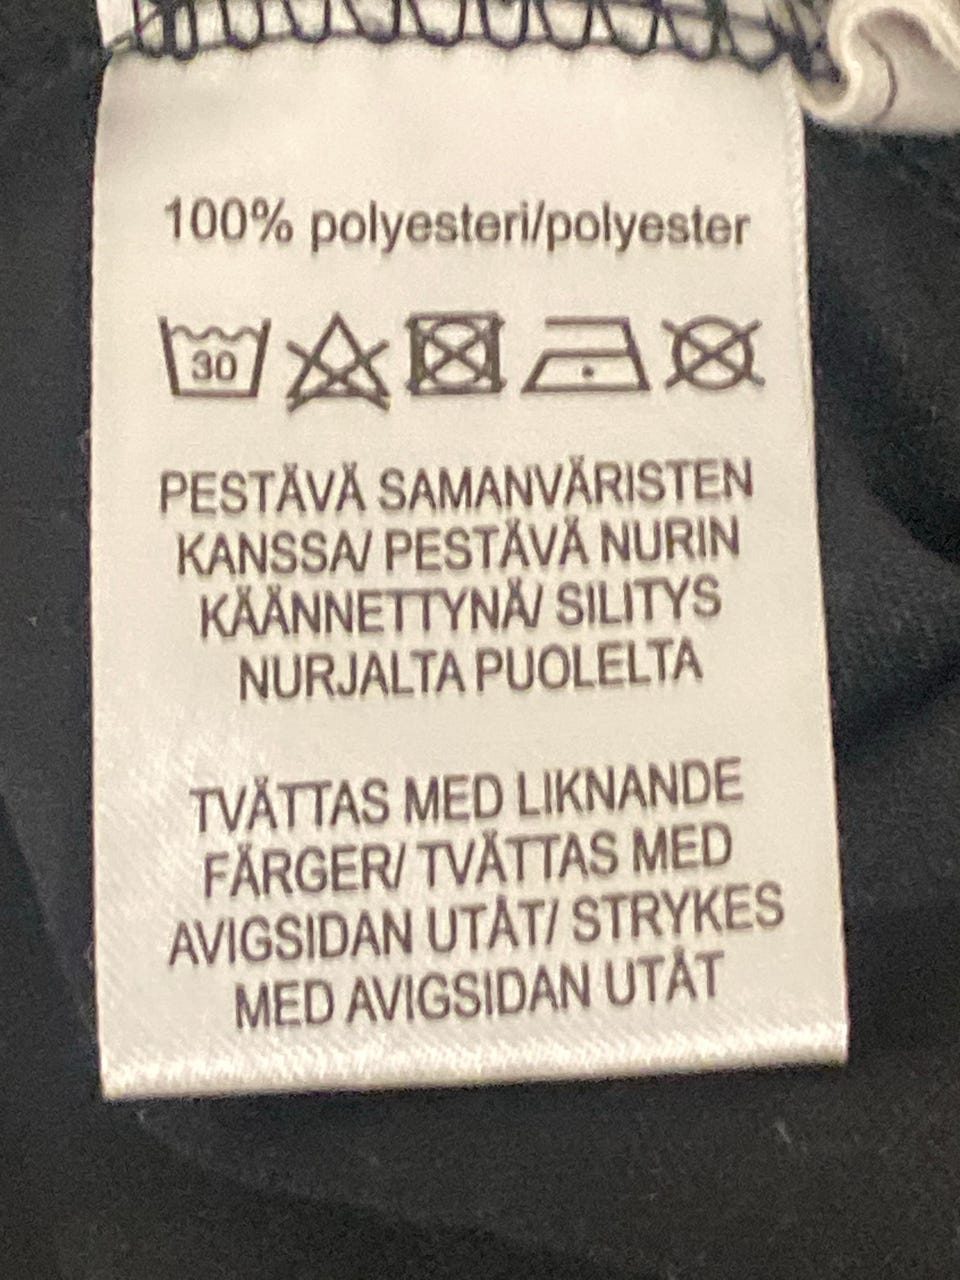 100% polyesteri/polyester
30
PESTÄVÄ SAMANVÄRISTEN
KANSSA/ PESTÄVÄ NURIN
KÄÄNNETTYNÄ/ SILITYS
NURJALTA PUOLELTA
TVÄTTAS MED LIKNANDE
FÄRGER/ TVÄTTAS MED
AVIGSIDAN UTÅT/ STRYKES
MED AVIGSIDAN UTÅT